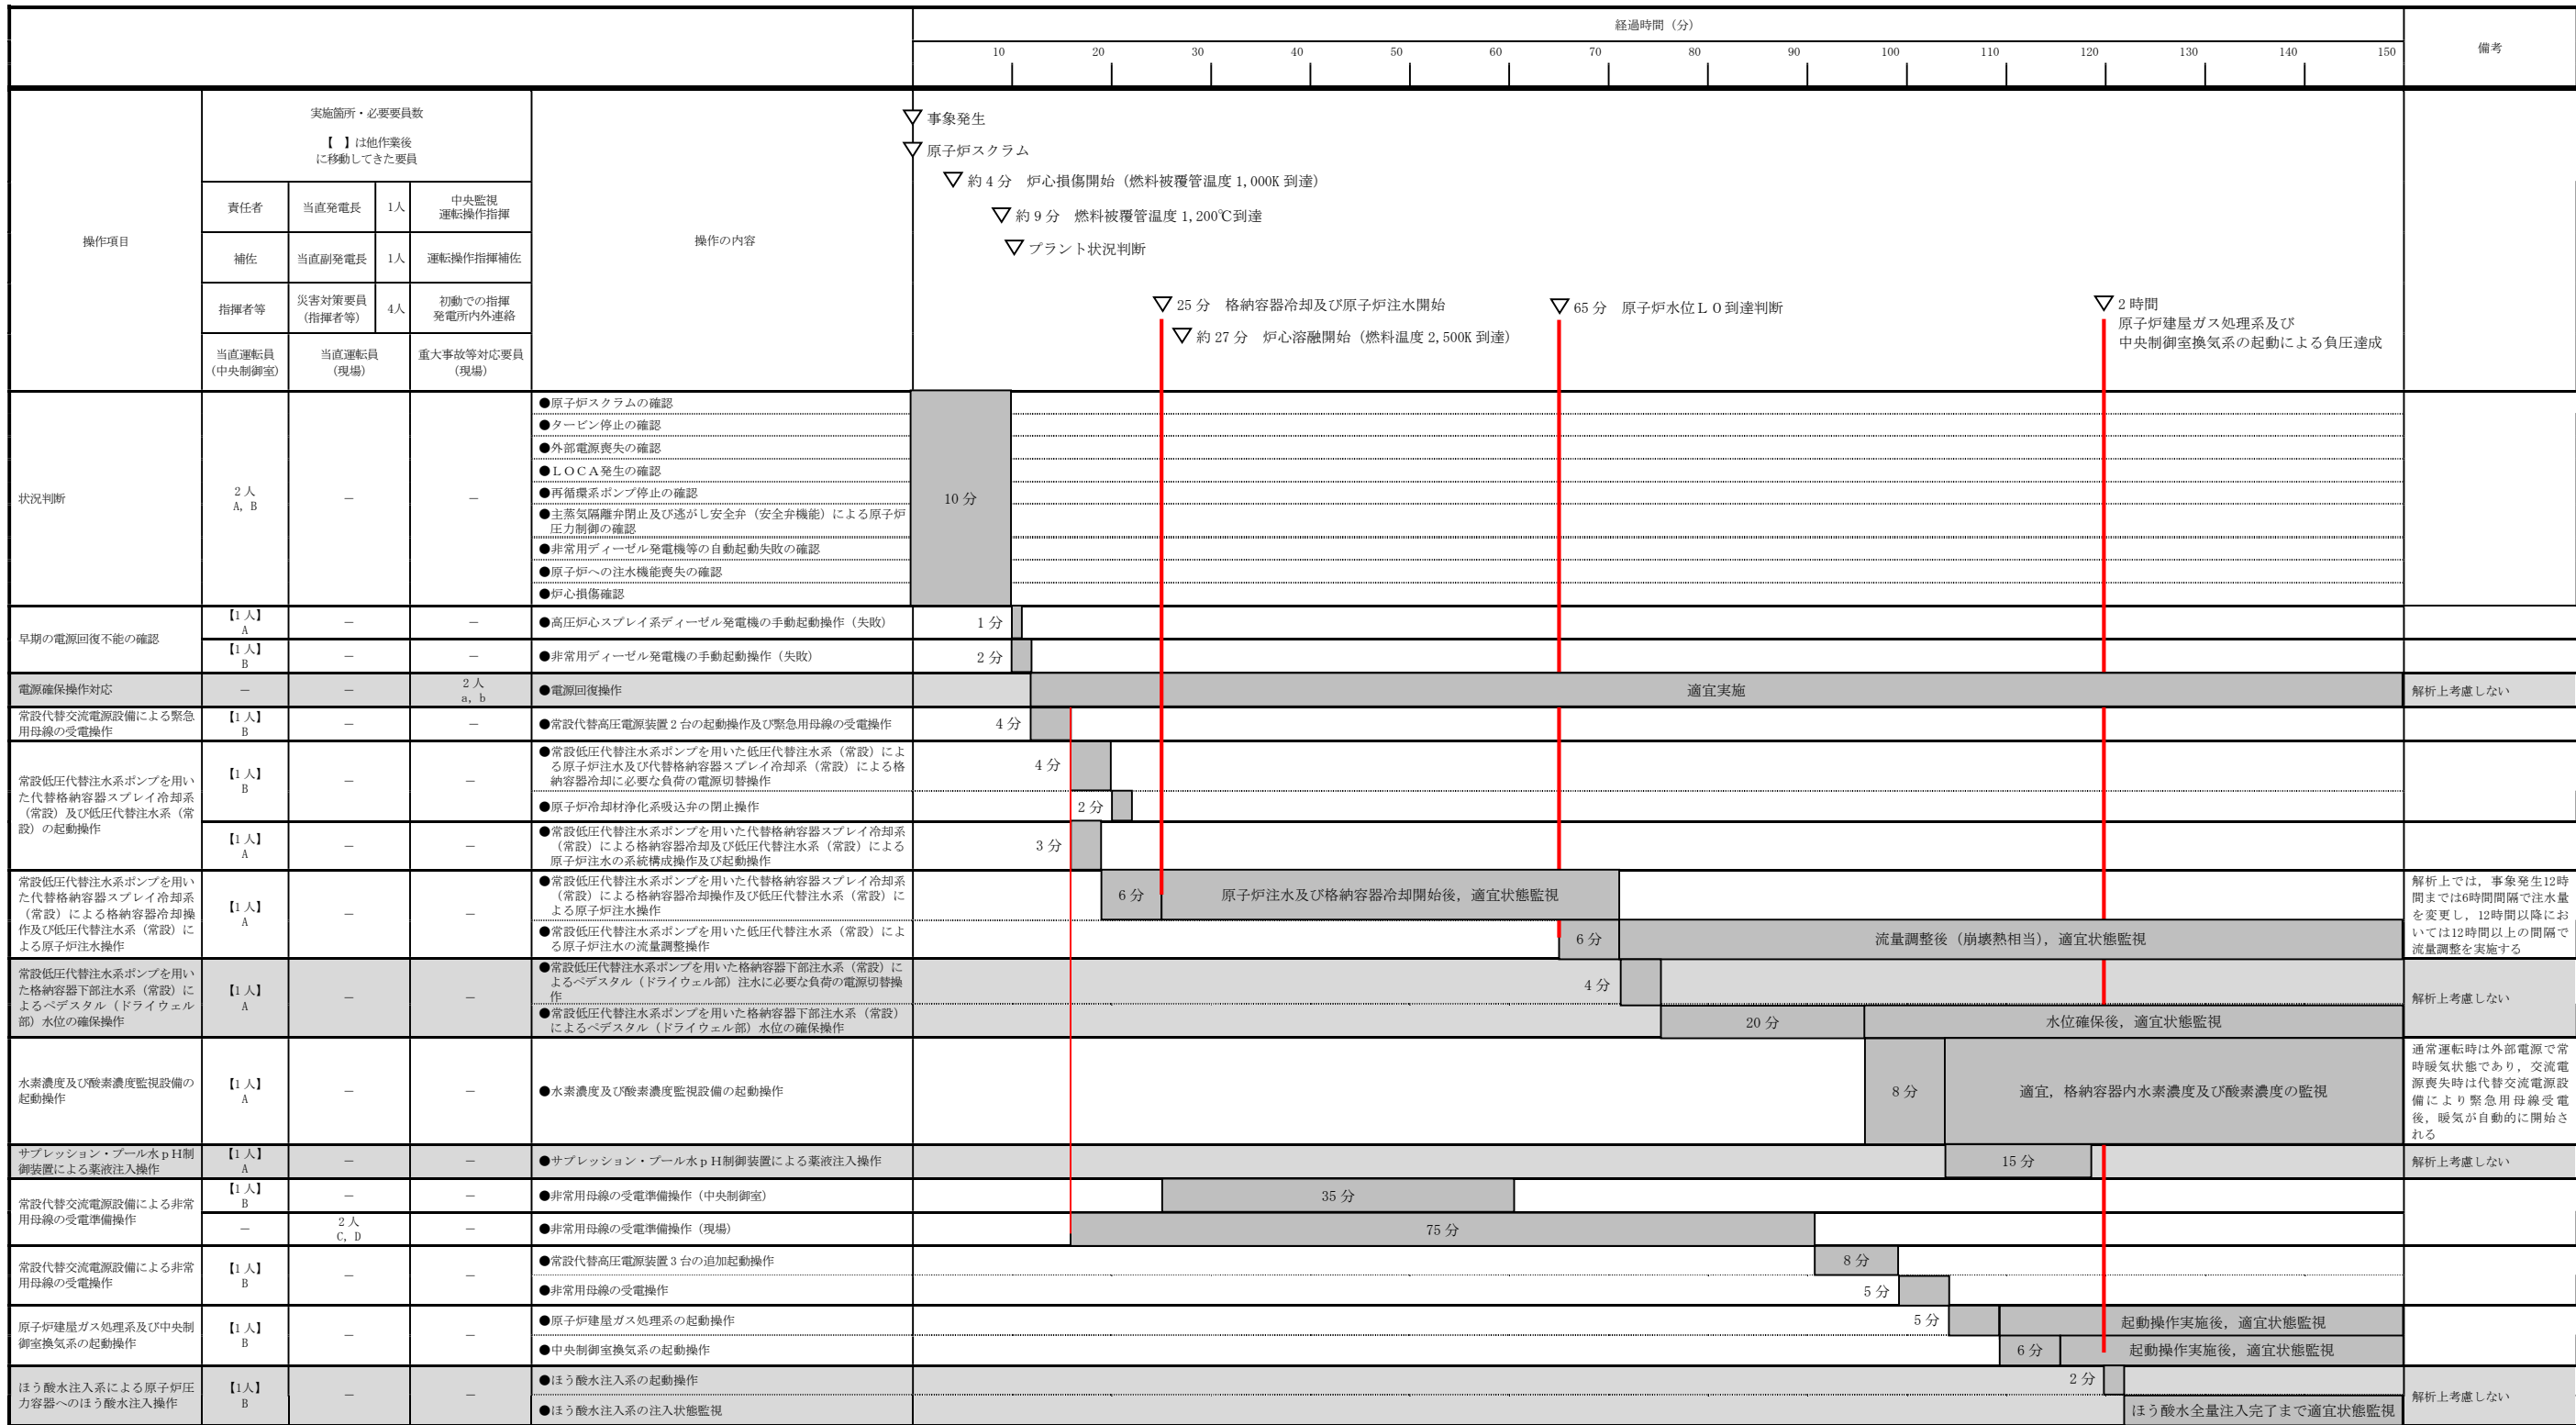 経過時間（分）
備考
10 20 30 40 50 60 70 80 90 100 110 120 130 140 150
操作項目
実施箇所・必要要員数
【　】は他作業後
に移動してきた要員
責任者
当直発電長
1人
中央監視
運転操作指揮
補佐
当直副発電長
1人
運転操作指揮補佐
指揮者等
災害対策要員
（指揮者等）
4人
初動での指揮
発電所内外連絡
当直運転員
（中央制御室）
当直運転員
（現場）
重大事故等対応要員
（現場）
操作の内容
事象発生
原子炉スクラム
約4分　炉心損傷開始（燃料被覆管温度1,000K到達）
約9分　燃料被覆管温度1,200℃到達
プラント状況判断
25分　格納容器冷却及び原子炉注水開始
約27分　炉心溶融開始（燃料温度2,500K到達）
65分　原子炉水位L0到達判断
2時間
原子炉建屋ガス処理系及び
中央制御室換気系の起動による負圧達成
状況判断
2人
A, B
－
－
●原子炉スクラムの確認
●タービン停止の確認
●外部電源喪失の確認
●LOCA発生の確認
●再循環系ポンプ停止の確認
●主蒸気隔離弁閉止及び逃がし安全弁（安全弁機能）による原子炉
圧力制御の確認
●非常用ディーゼル発電機等の自動起動失敗の確認
●原子炉への注水機能喪失の確認
●炉心損傷確認
10分
早期の電源回復不能の確認
【1人】
A
－
－
●高圧炉心スプレイ系ディーゼル発電機の手動起動操作（失敗）
1分
【1人】
B
－
－
●非常用ディーゼル発電機の手動起動操作（失敗）
2分
電源確保操作対応
－
－
2人
a, b
●電源回復操作
適宜実施
解析上考慮しない
常設代替交流電源設備による緊急
用母線の受電操作
【1人】
B
－
－
●常設代替高圧電源装置2台の起動操作及び緊急用母線の受電操作
4分
常設低圧代替注水系ポンプを用い
た代替格納容器スプレイ冷却系
（常設）及び低圧代替注水系（常
設）の起動操作
【1人】
B
－
－
●常設低圧代替注水系ポンプを用いた低圧代替注水系（常設）によ
る原子炉注水及び代替格納容器スプレイ冷却系（常設）による格
納容器冷却に必要な負荷の電源切替操作
4分
●原子炉冷却材浄化系吸込弁の閉止操作
2分
【1人】
A
－
－
●常設低圧代替注水系ポンプを用いた代替格納容器スプレイ冷却系
（常設）による格納容器冷却及び低圧代替注水系（常設）による
原子炉注水の系統構成操作及び起動操作
3分
常設低圧代替注水系ポンプを用い
た代替格納容器スプレイ冷却系
（常設）による格納容器冷却操
作及び低圧代替注水系（常設）に
よる原子炉注水操作
【1人】
A
－
－
●常設低圧代替注水系ポンプを用いた代替格納容器スプレイ冷却系
（常設）による格納容器冷却操作及び低圧代替注水系（常設）に
よる原子炉注水操作
6分
原子炉注水及び格納容器冷却開始後，適宜状態監視
●常設低圧代替注水系ポンプを用いた低圧代替注水系（常設）によ
る原子炉注水の流量調整操作
6分
流量調整後（崩壊熱相当），適宜状態監視
解析上では，事象発生12時
間までは6時間間隔で注水量
を変更し，12時間以降にお
いては12時間以上の間隔で
流量調整を実施する
常設低圧代替注水系ポンプを用い
た格納容器下部注水系（常設）に
よるペデスタル（ドライウェル
部）水位の確保操作
【1人】
A
－
－
●常設低圧代替注水系ポンプを用いた格納容器下部注水系（常設）に
よるペデスタル（ドライウェル部）注水に必要な負荷の電源切替操
作
4分
●常設低圧代替注水系ポンプを用いた格納容器下部注水系（常設）
によるペデスタル（ドライウェル部）水位の確保操作
20分
水位確保後，適宜状態監視
解析上考慮しない
水素濃度及び酸素濃度監視設備の
起動操作
【1人】
A
－
－
●水素濃度及び酸素濃度監視設備の起動操作
8分
適宜，格納容器内水素濃度及び酸素濃度の監視
通常運転時は外部電源で常
時暖気状態であり，交流電
源喪失時は代替交流電源設
備により緊急用母線受電
後，暖気が自動的に開始さ
れる
サプレッション・プール水pH制
御装置による薬液注入操作
【1人】
A
－
－
●サプレッション・プール水pH制御装置による薬液注入操作
15分
解析上考慮しない
常設代替交流電源設備による非常
用母線の受電準備操作
【1人】
B
－
－
●非常用母線の受電準備操作（中央制御室）
35分
－
2人
C, D
－
●非常用母線の受電準備操作（現場）
75分
常設代替交流電源設備による非常
用母線の受電操作
【1人】
B
－
－
●常設代替高圧電源装置3台の追加起動操作
8分
●非常用母線の受電操作
5分
原子炉建屋ガス処理系及び中央制
御室換気系の起動操作
【1人】
B
－
－
●原子炉建屋ガス処理系の起動操作
5分
起動操作実施後，適宜状態監視
●中央制御室換気系の起動操作
6分
起動操作実施後，適宜状態監視
ほう酸水注入系による原子炉圧
力容器へのほう酸水注入操作
【1人】
B
－
－
●ほう酸水注入系の起動操作
2分
●ほう酸水注入系の注入状態監視
ほう酸水全量注入完了まで適宜状態監視
解析上考慮しない